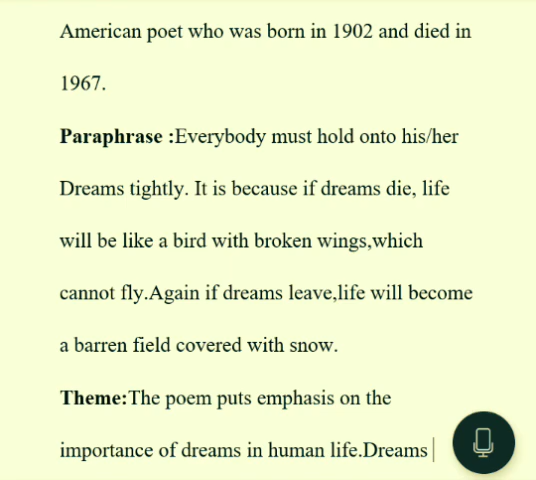 American poet who was born in 1902 and died in
1967.
Paraphrase :Everybody must hold onto his/her
Dreams tightly. It is because if dreams die, life
will be like a bird with broken wings,which
cannot fly.Again if dreams leave,life will become
a barren field covered with snow.
Theme:The poem puts emphasis on the
importance of dreams in human life.Dreams